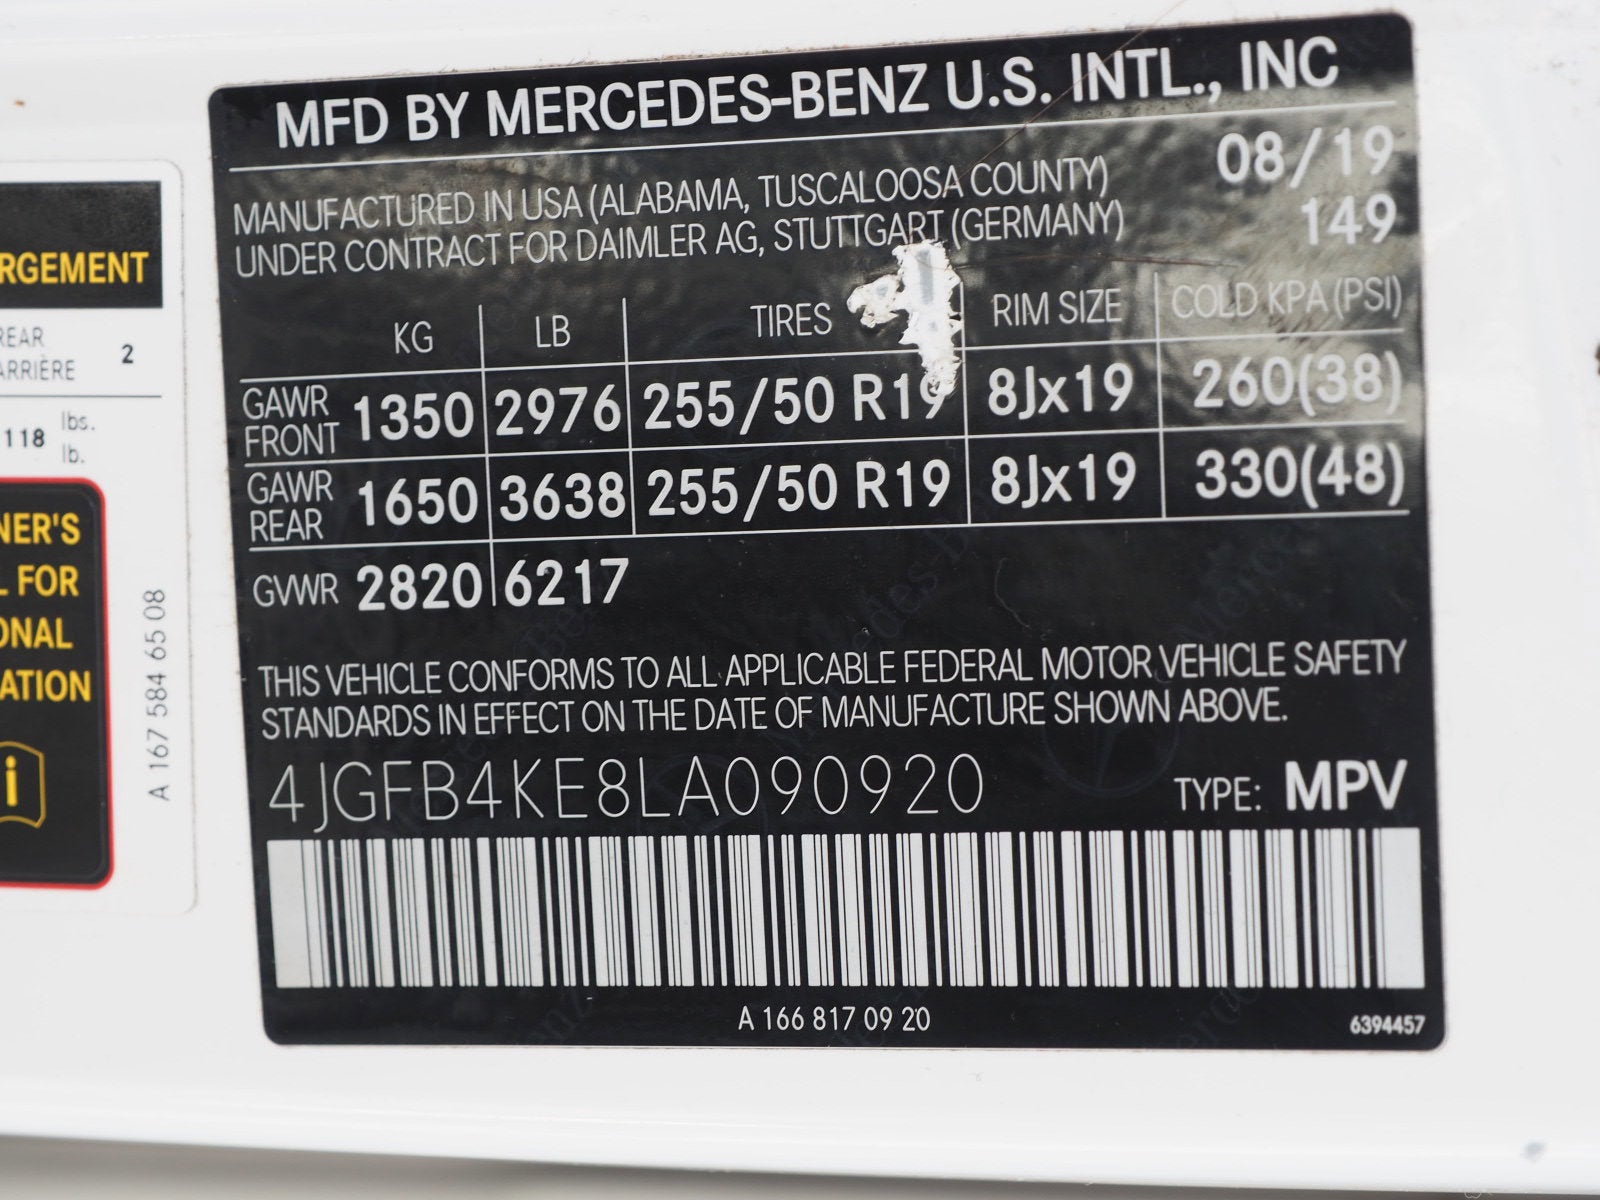 MFD BY MERCEDES-BENZ U.S. INTL., INC
08/19
MANUFACTURED IN USA (ALABAMA, TUSCALOOSA COUNTY)
UNDER CONTRACT FOR DAIMLER AG, STUTTGART (GERMANY)
149
KG LB TIRES RIM SIZE COLD KPA (PSI)
GAWR FRONT 1350 2976 255/50 R19 8Jx19 260(38)
GAWR REAR 1650 3638 255/50 R19 8Jx19 330(48)
GVWR 2820 6217
THIS VEHICLE CONFORMS TO ALL APPLICABLE FEDERAL MOTOR VEHICLE SAFETY
STANDARDS IN EFFECT ON THE DATE OF MANUFACTURE SHOWN ABOVE.
4JGFB4KE8LA090920 TYPE: MPV
A 166 817 09 20
6394457
RGEMENT
REAR
ARRIÈRE 2
118 lbs.
lb.
NER'S
L FOR
ONAL
ATION
i
A 167 584 65 08